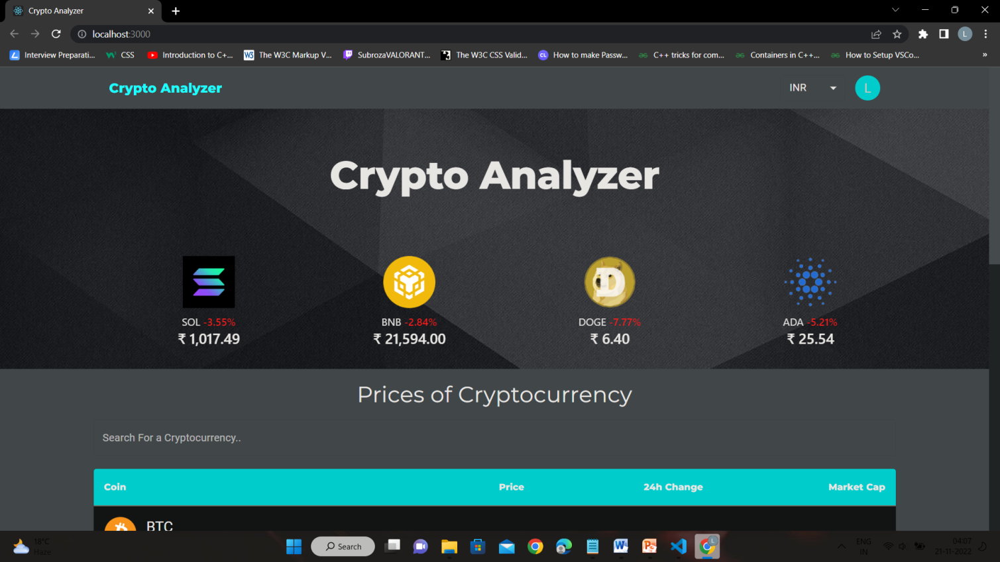 Crypto Analyzer
localhost:3000
L
Interview Preparati...
CSS
Introduction to C+...
W3
The W3C Markup V...
SubrozaVALORANT...
The W3C CSS Valid...
CL
How to make Passw...
C++ tricks for com...
Containers in C++...
How to Setup VSCo...
»
Crypto Analyzer
INR
L
Crypto Analyzer
SOL -3.55%
₹ 1,017.49
BNB -2.84%
₹ 21,594.00
DOGE -7.77%
₹ 6.40
ADA -5.21%
₹ 25.54
Prices of Cryptocurrency
Search For a Cryptocurrency..
Coin
Price
24h Change
Market Cap
BTC
18°C
Haze
Search
ENG
IN
04:07
21-11-2022